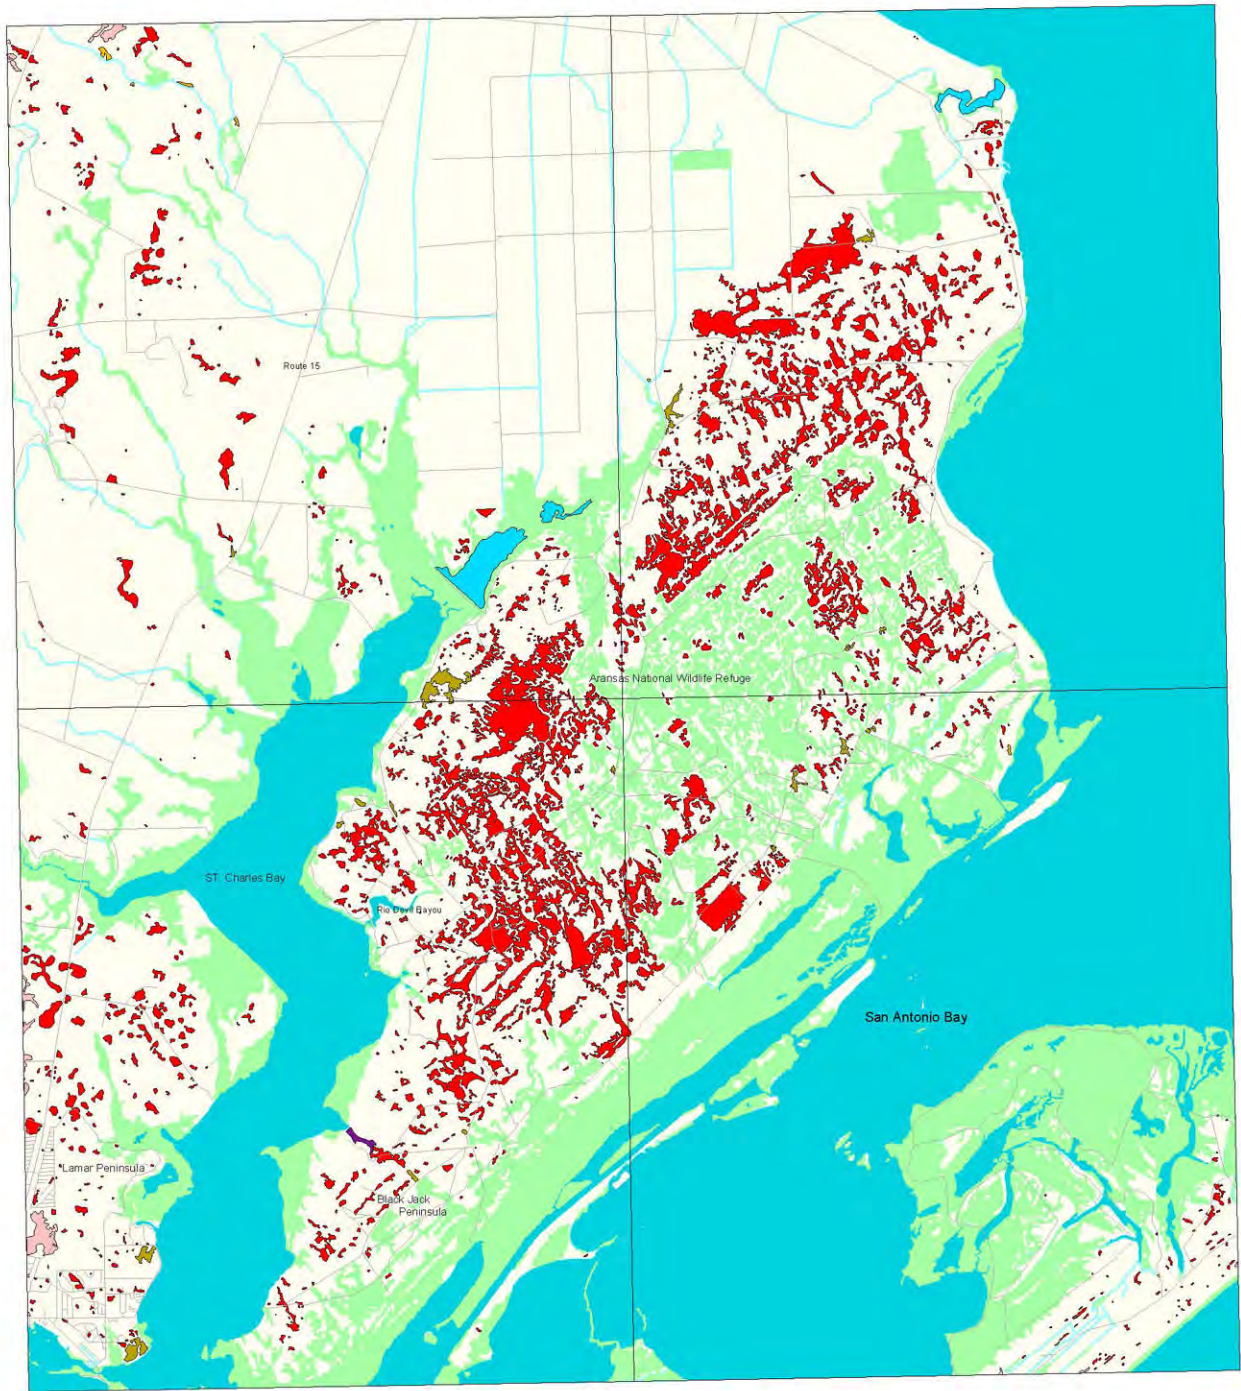 Route 15
Aransas National Wildlife Refuge
ST. Charles Bay
Rio Devil Bayou
San Antonio Bay
Lamar Peninsula
Black Jack
Peninsula